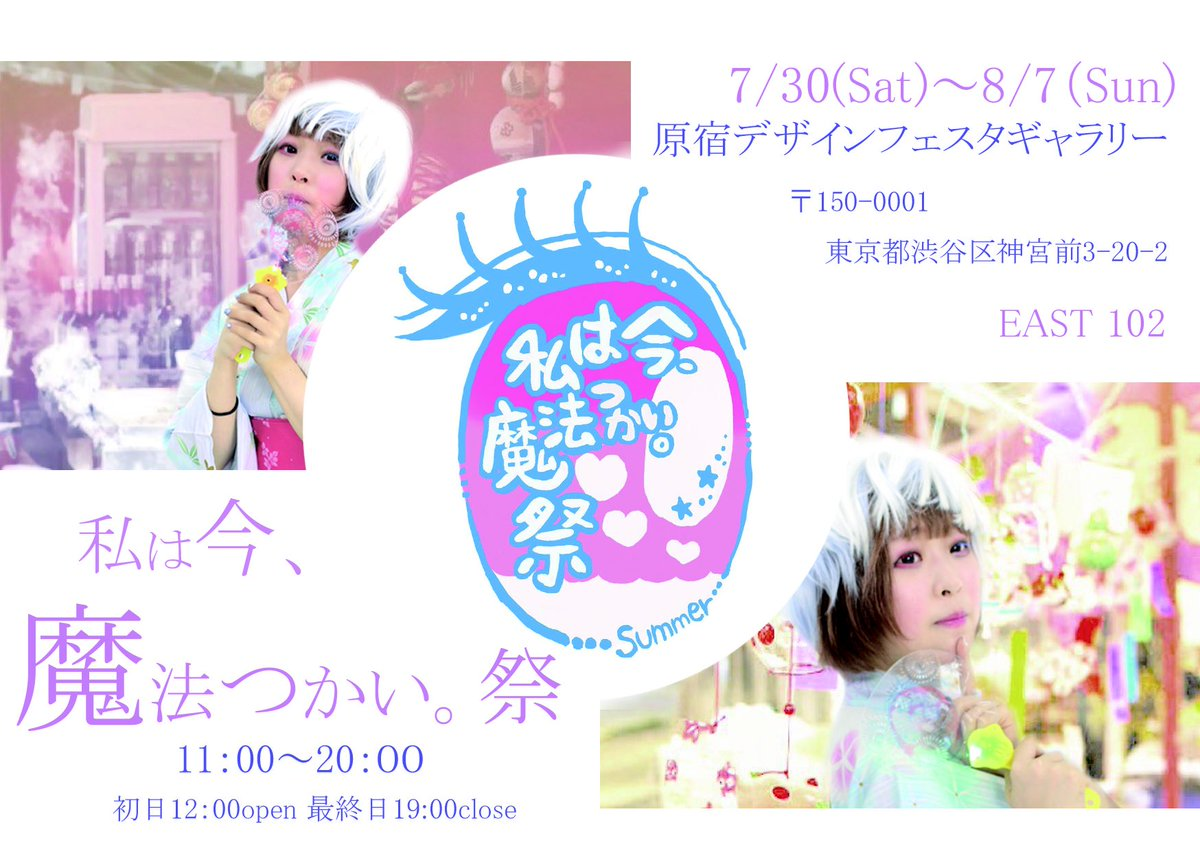 7/30(Sat)～8/7(Sun)
原宿デザインフェスタギャラリー
〒150-0001
東京都渋谷区神宮前3-20-2
EAST 102
私は今、
魔法つかい。
祭
Summer
私は今、
魔法つかい。祭
11:00～20:00
初日12:00open 最終日19:00close